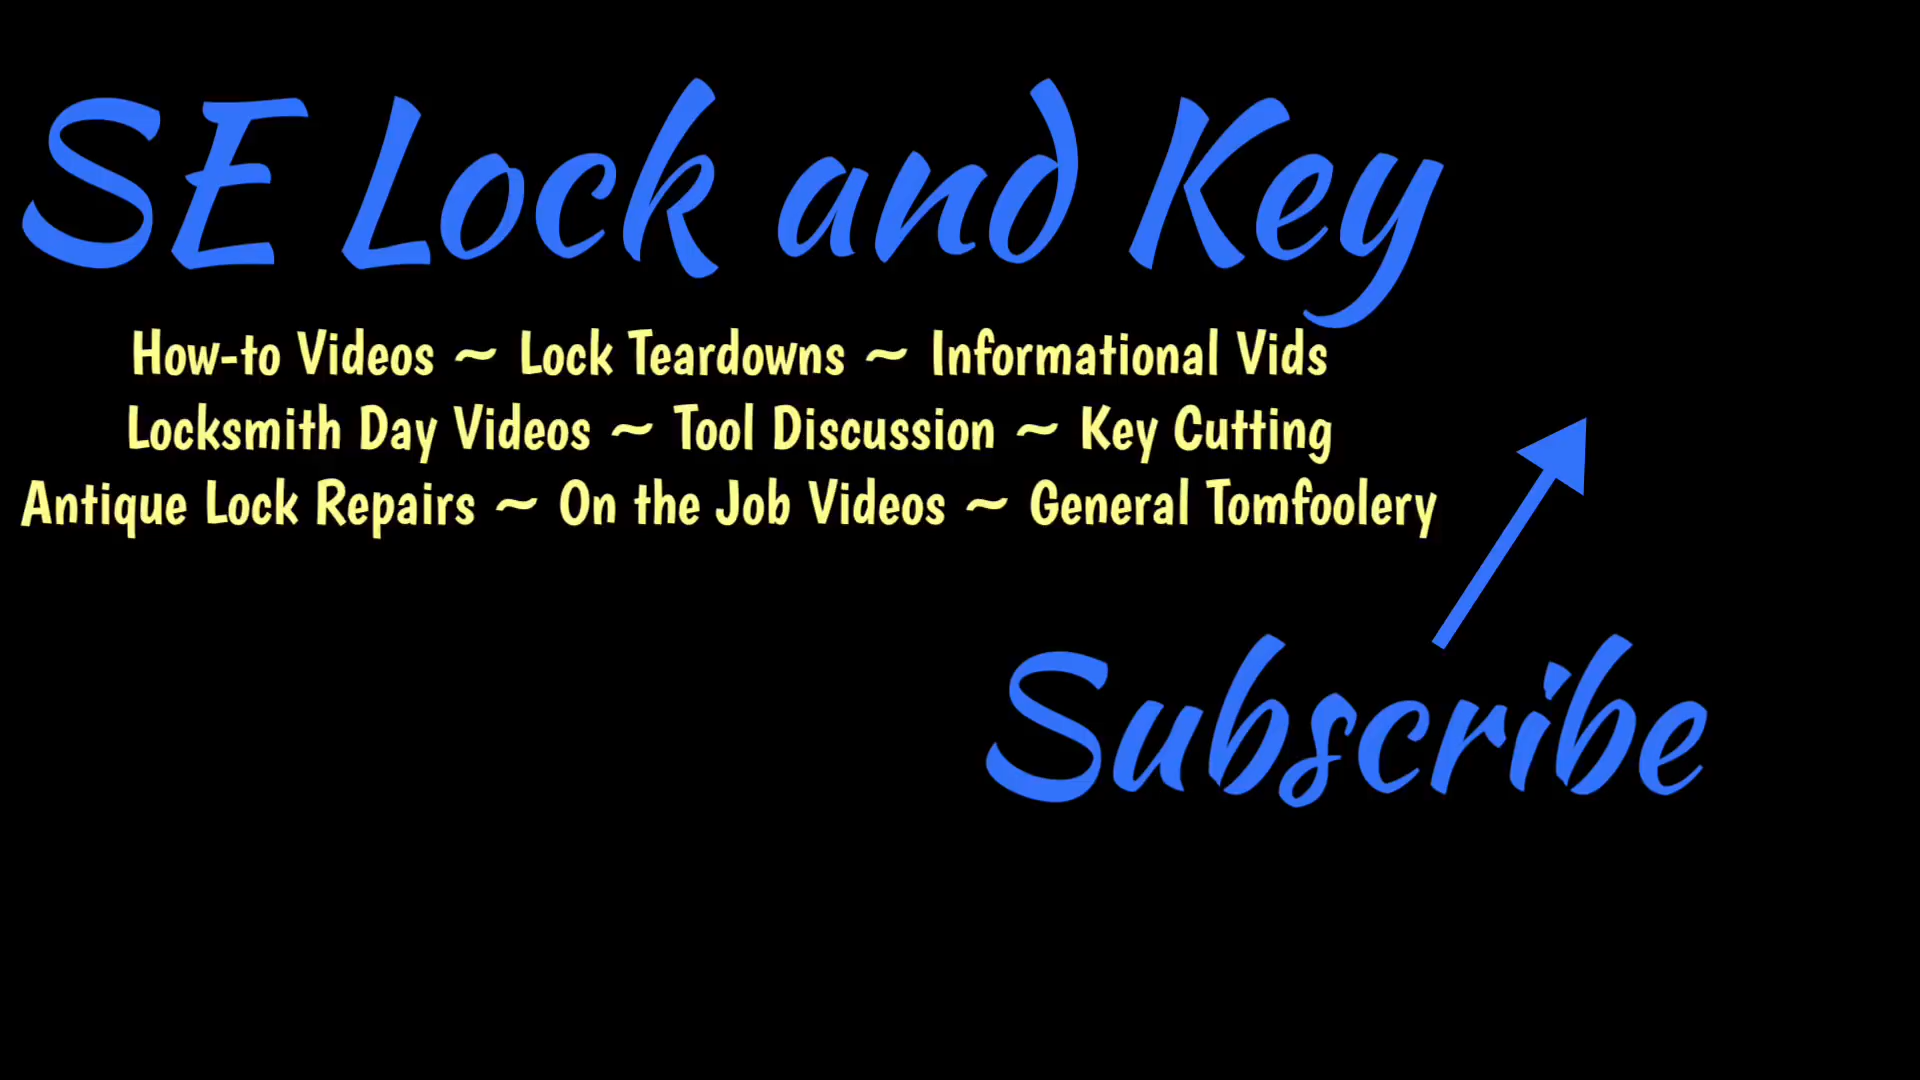 SE Lock and Key
How-to Videos ~ Lock Teardowns ~ Informational Vids
Locksmith Day Videos ~ Tool Discussion ~ Key Cutting
Antique Lock Repairs ~ On the Job Videos ~ General Tomfoolery
Subscribe